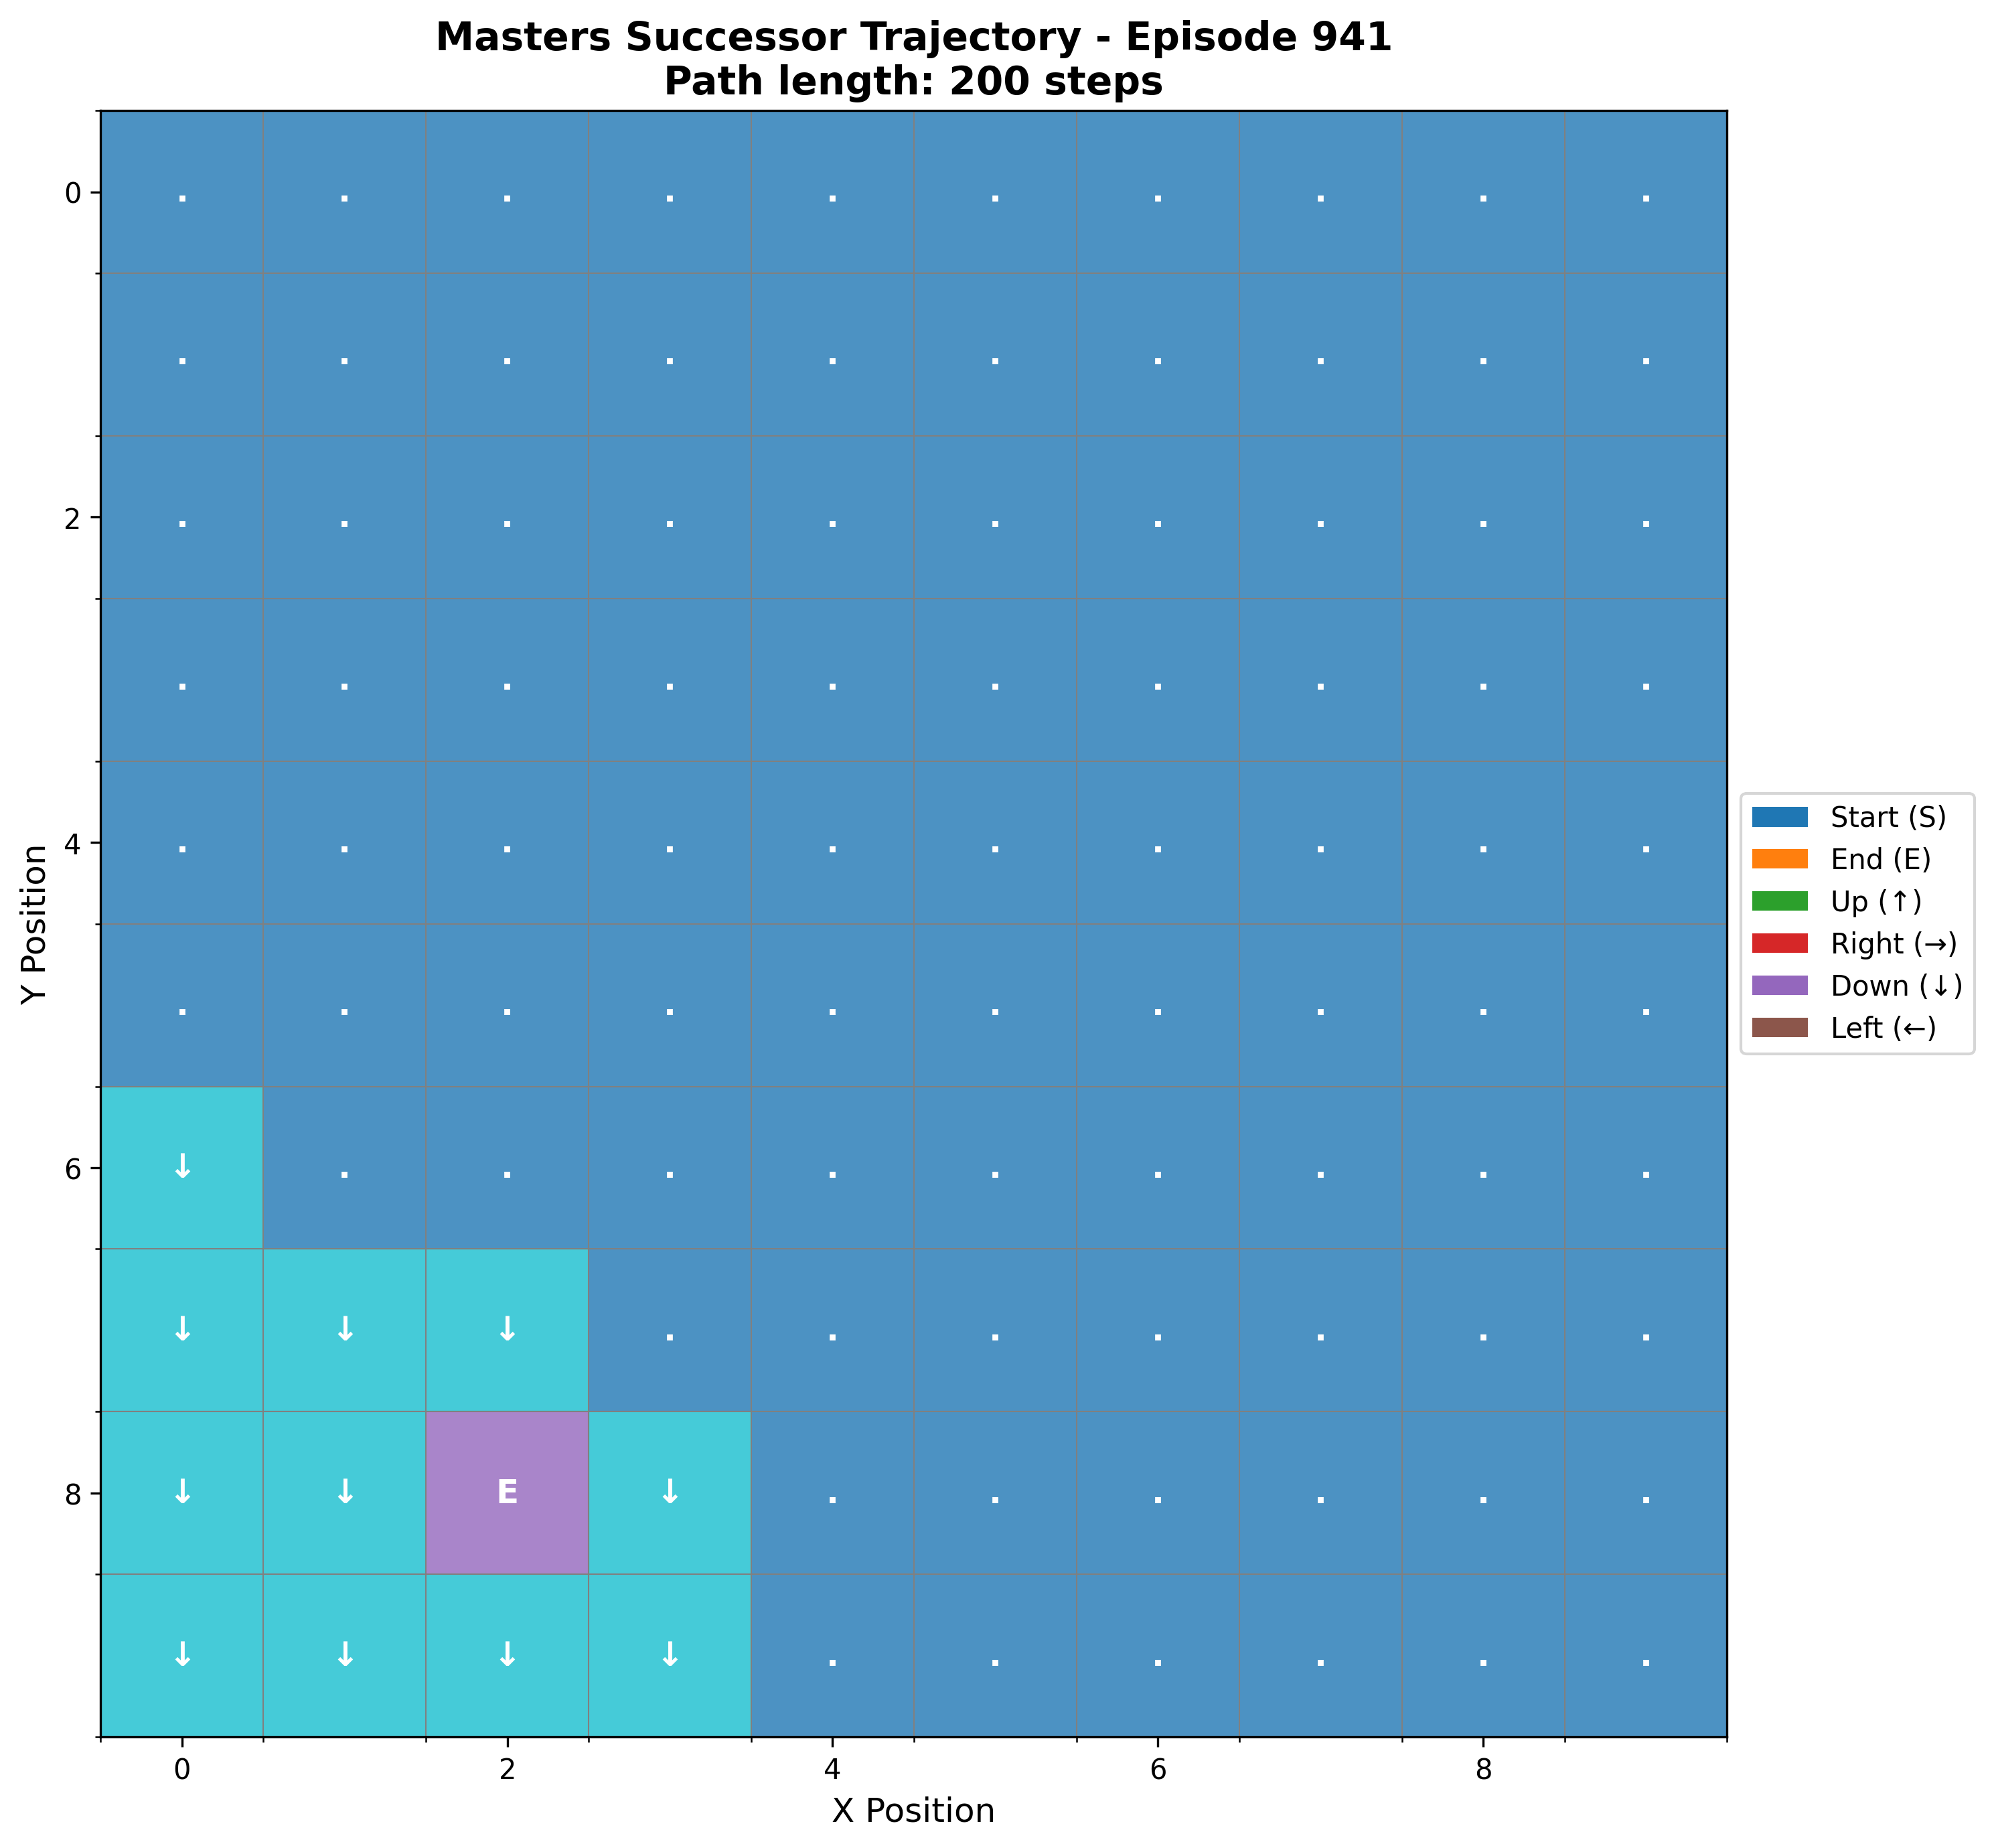 Masters Successor Trajectory - Episode 941
Path length: 200 steps
0 . . . . . . . . . .
. . . . . . . . . .
2 . . . . . . . . . .
. . . . . . . . . .
4 . . . . . . . . . .
. . . . . . . . . .
6 ↓ . . . . . . . . .
↓ ↓ ↓ . . . . . . .
8 ↓ ↓ E ↓ . . . . . .
↓ ↓ ↓ ↓ . . . . . .
0 2 4 6 8
X Position
Y Position
Start (S)
End (E)
Up (↑)
Right (→)
Down (↓)
Left (←)